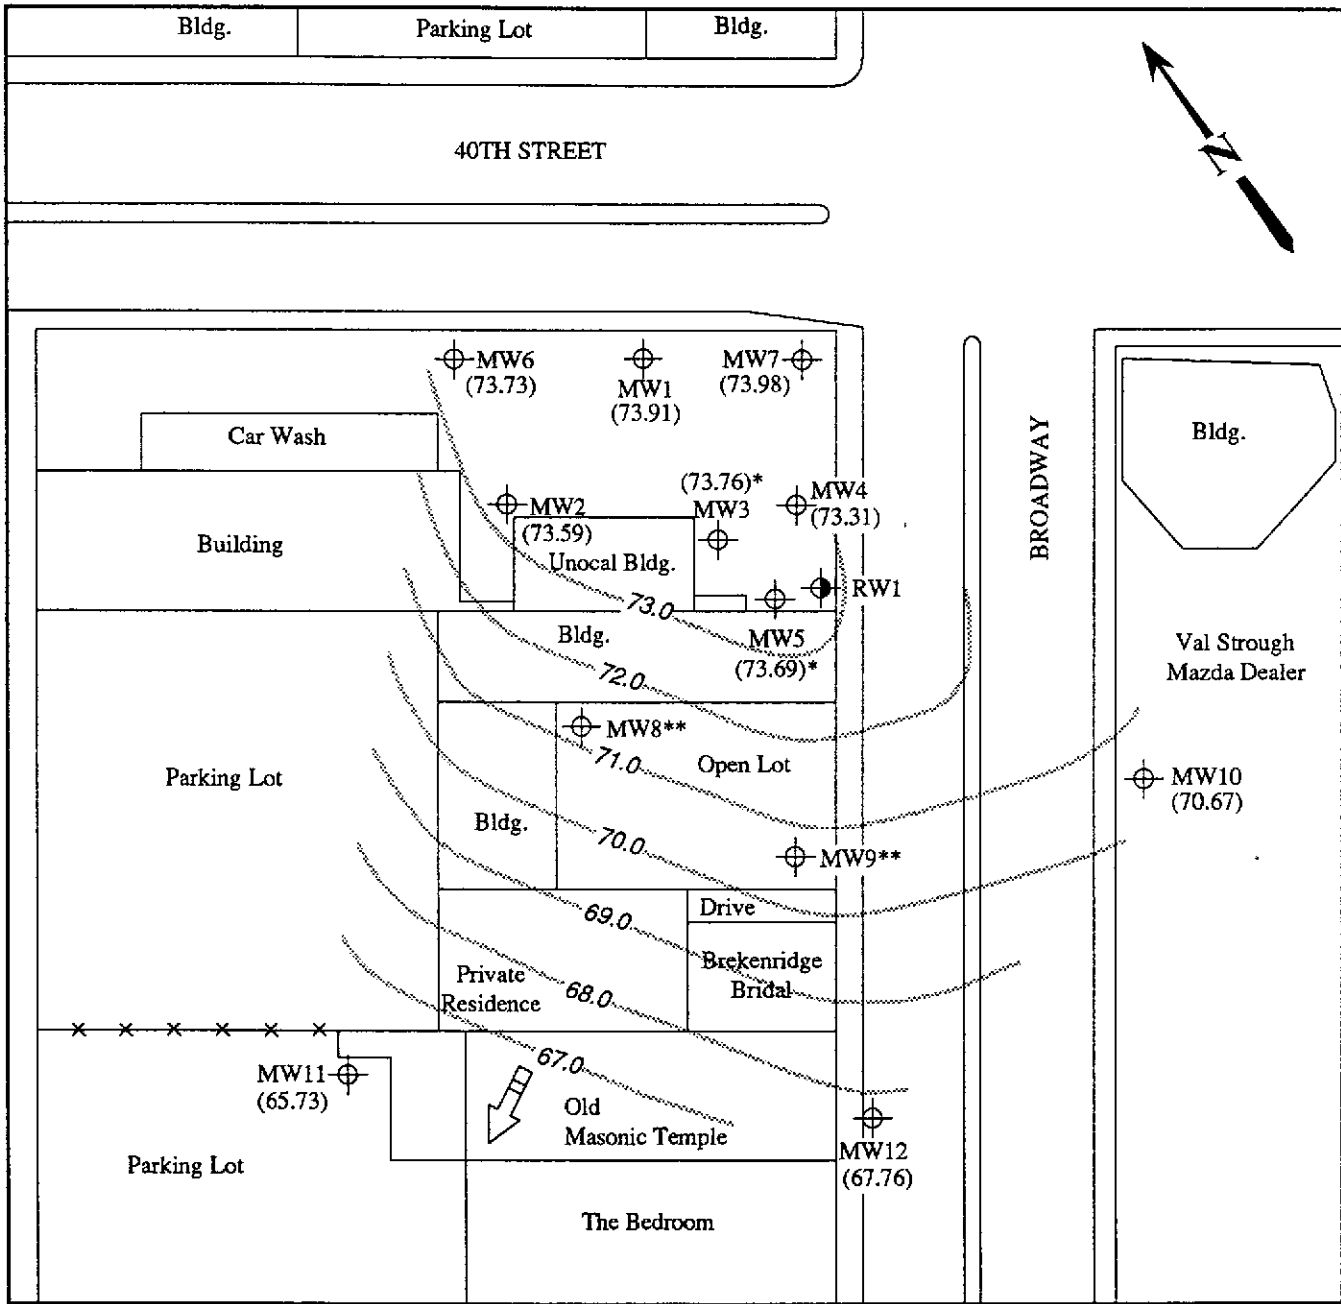 Bldg.
Parking Lot
Bldg.
40TH STREET
N
MW6
(73.73)
MW1
(73.91)
MW7
(73.98)
Car Wash
Bldg.
BROADWAY
(73.76)*
MW3
MW4
(73.31)
MW2
(73.59)
Building
Unocal Bldg.
RW1
73.0
Bldg.
MW5
(73.69)*
Val Strough
Mazda Dealer
72.0
MW8**
71.0
Open Lot
Parking Lot
MW10
(70.67)
Bldg.
70.0
MW9**
69.0
Drive
Brekenridge
Bridal
Private
Residence
68.0
67.0
MW11
(65.73)
Old
Masonic Temple
MW12
(67.76)
Parking Lot
The Bedroom